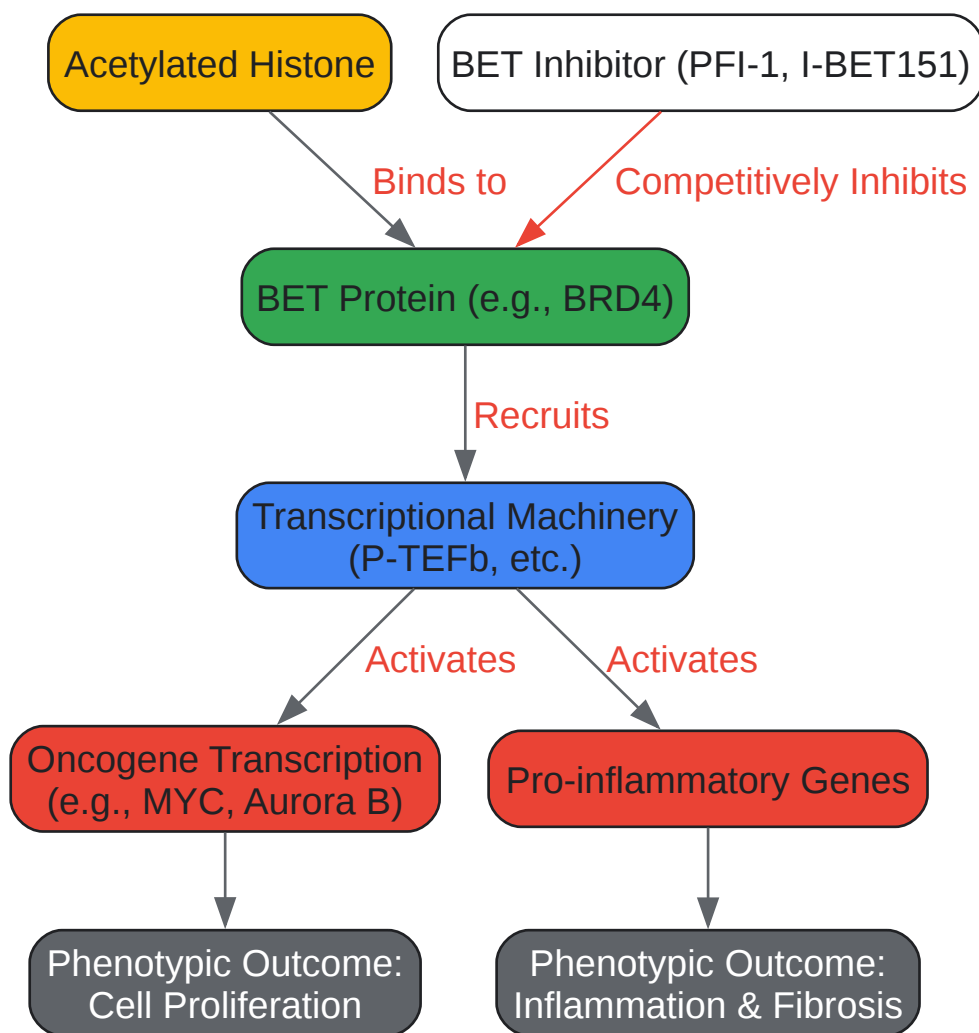 Acetylated Histone
BET Inhibitor (PFI-1, I-BET151)
Binds to
Competitively Inhibits
BET Protein (e.g., BRD4)
Recruits
Transcriptional Machinery
(P-TEFb, etc.)
Activates
Activates
Oncogene Transcription
(e.g., MYC, Aurora B)
Pro-inflammatory Genes
Phenotypic Outcome:
Cell Proliferation
Phenotypic Outcome:
Inflammation & Fibrosis